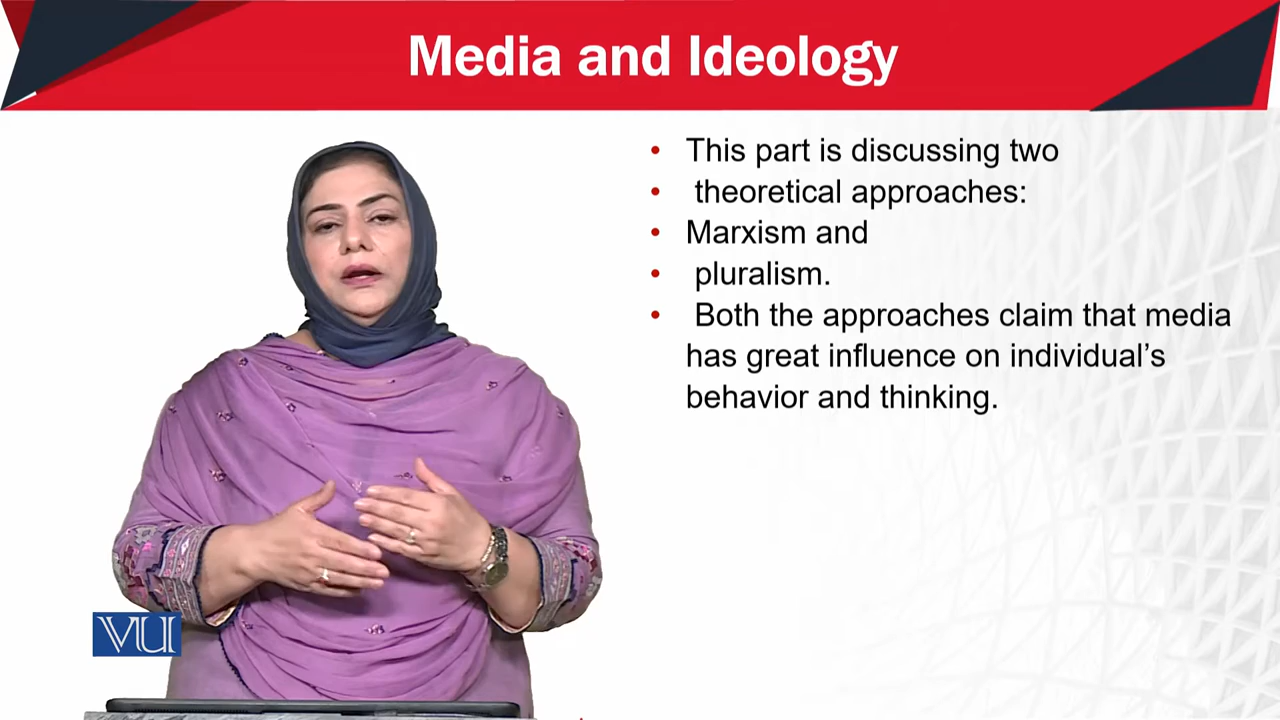 Media and Ideology
• This part is discussing two
• theoretical approaches:
• Marxism and
• pluralism.
• Both the approaches claim that media
has great influence on individual’s
behavior and thinking.
VU